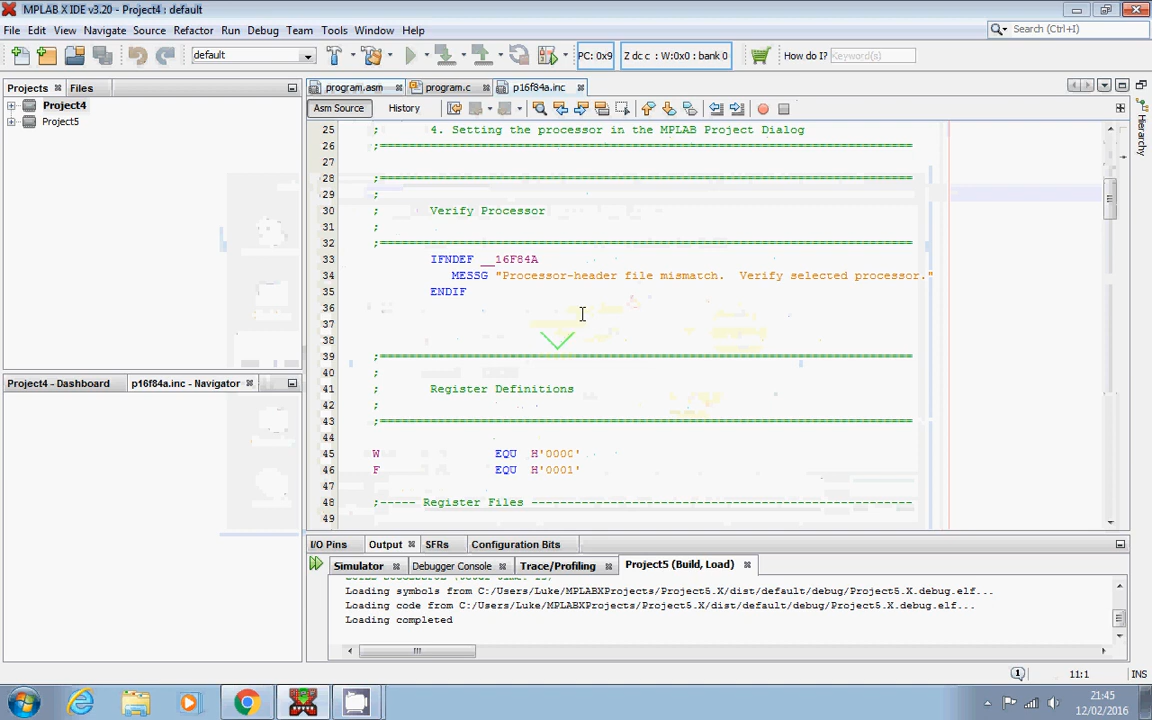 MPLAB X IDE v3.20 - Project4 : default
File Edit View Navigate Source Refactor Run Debug Team Tools Window Help
Search (Ctrl+I)
default
PC: 0x9
Z dc c : W:0x0 : bank 0
How do I?
Keyword(s)
Projects Files
program.asm program.c p16f84a.inc
Project4
Project5
Asm Source History
Hierarchy
25 ; 4. Setting the processor in the MPLAB Project Dialog
26 ;==========================================================================
27
28 ;==========================================================================
29 ;
30 ; Verify Processor
31 ;
32 ;==========================================================================
33 IFNDEF __16F84A
34 MESSG "Processor-header file mismatch. Verify selected processor."
35 ENDIF
36
37
38
39 ;==========================================================================
40 ;
41 ; Register Definitions
42 ;
43 ;==========================================================================
44
45 W EQU H'0000'
46 F EQU H'0001'
47
48 ;----- Register Files -----------------------------------------------------
49
Project4 - Dashboard p16f84a.inc - Navigator
I/O Pins Output SFRs Configuration Bits
Simulator Debugger Console Trace/Profiling Project5 (Build, Load)
Loading symbols from C:/Users/Luke/MPLABXProjects/Project5.X/dist/default/debug/Project5.X.debug.elf...
Loading code from C:/Users/Luke/MPLABXProjects/Project5.X/dist/default/debug/Project5.X.debug.elf...
Loading completed
1
11:1
INS
21:45
12/02/2016